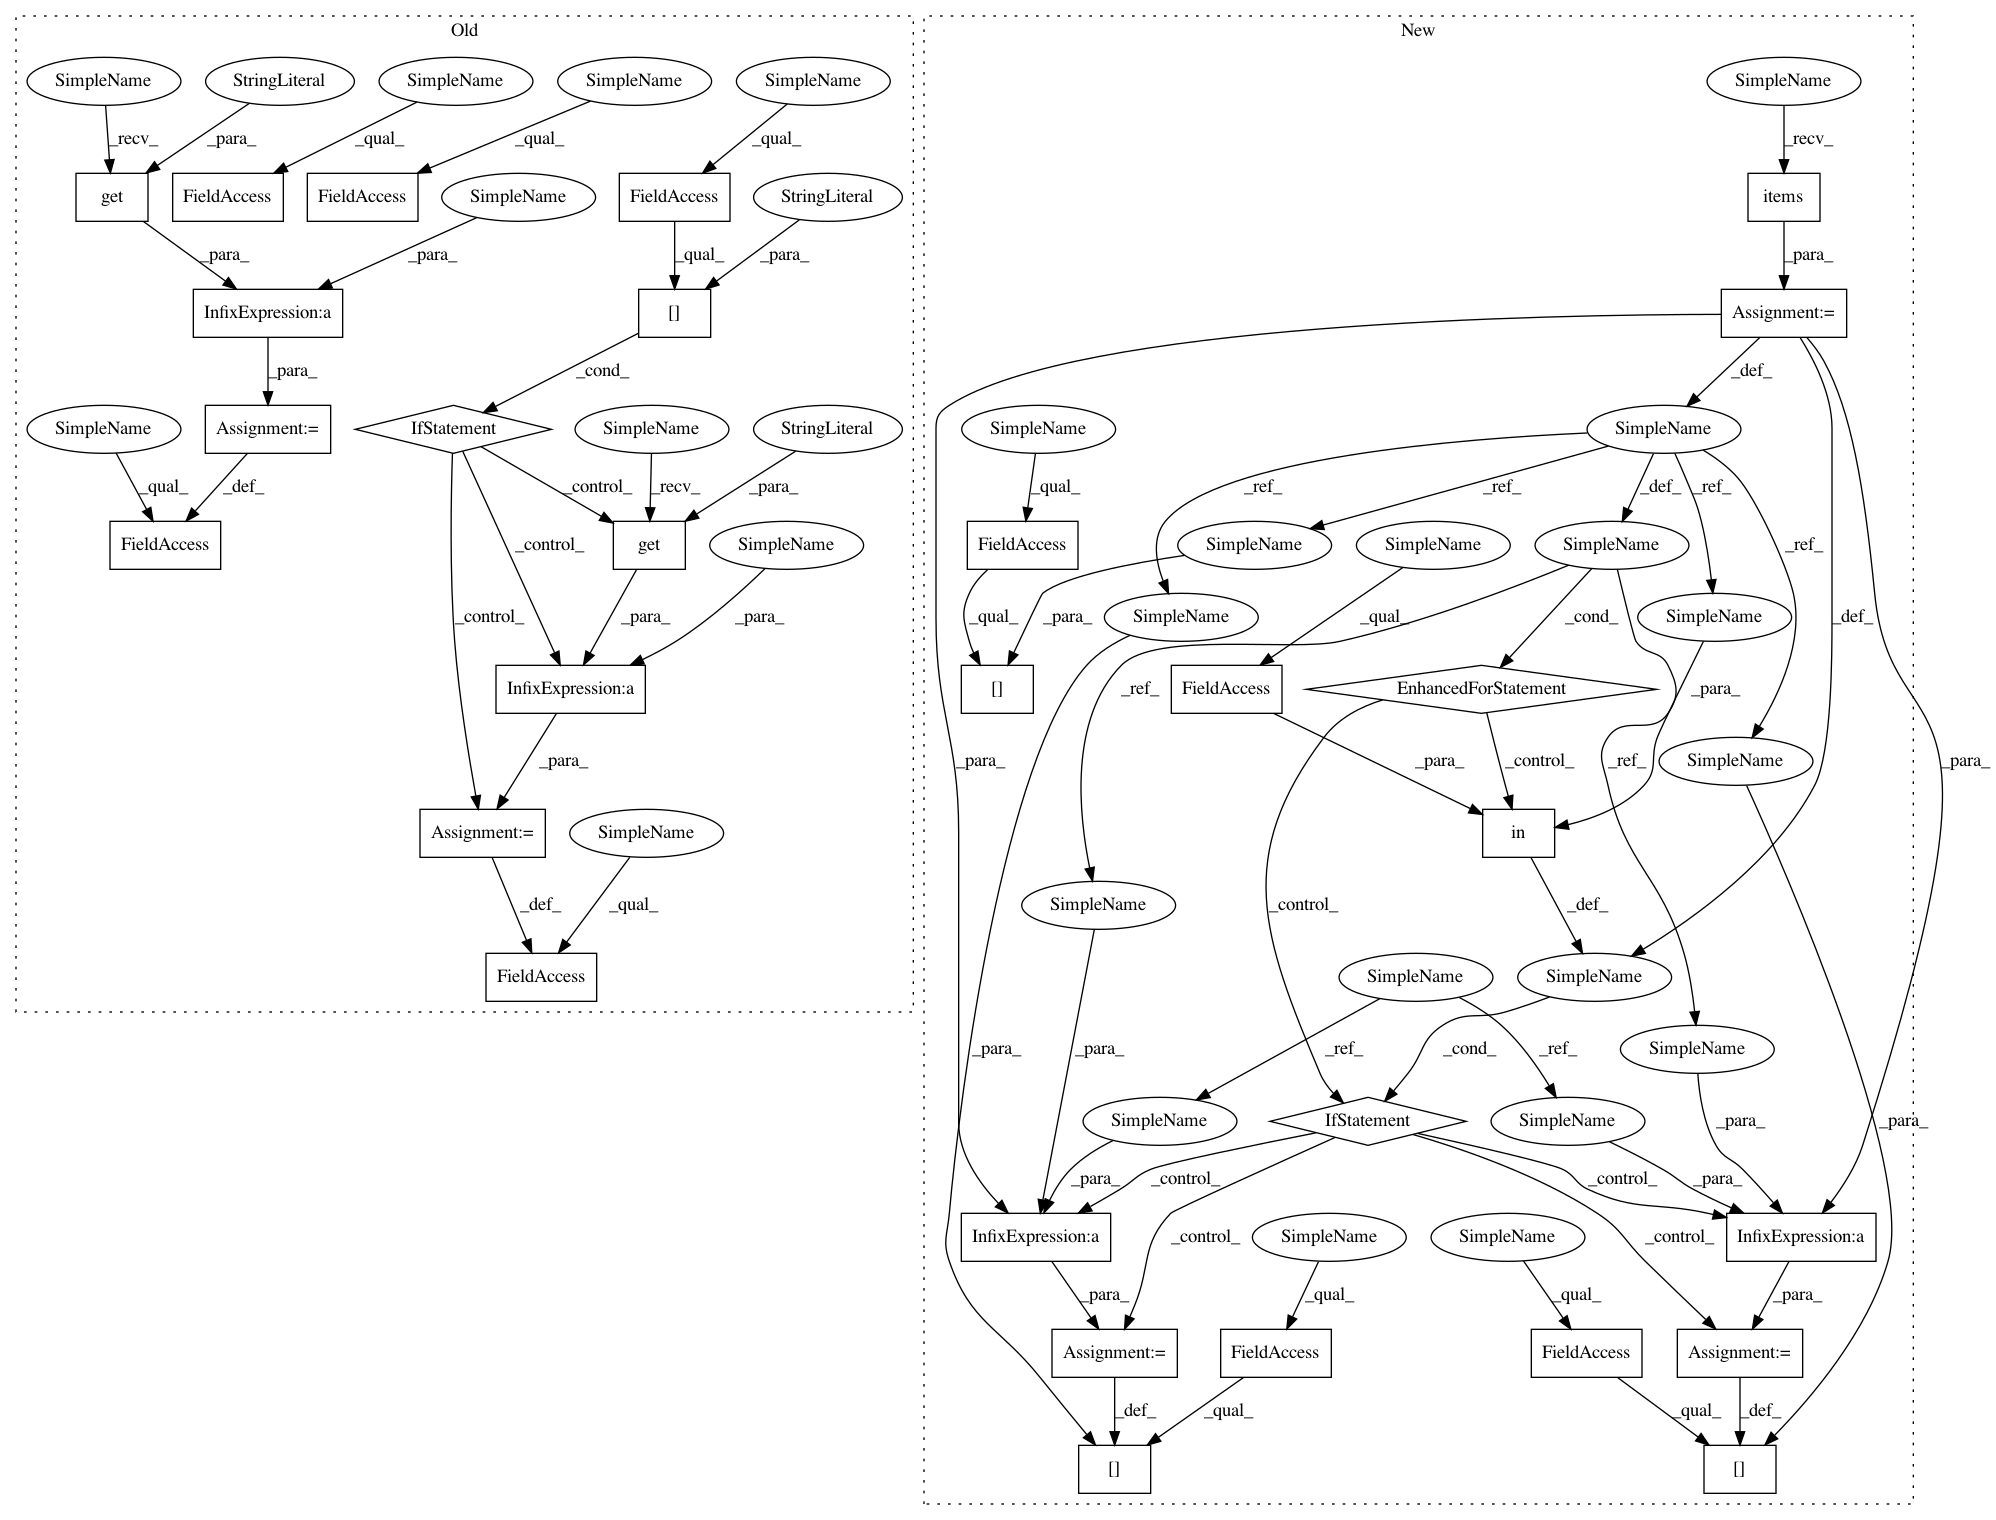 Old
New
SimpleName
StringLiteral
SimpleName
SimpleName
SimpleName
SimpleName
_recv_
_para_
_qual_
_qual_
_qual_
_recv_
get
FieldAccess
FieldAccess
SimpleName
FieldAccess
StringLiteral
items
_para_
_para_
_qual_
_para_
_para_
InfixExpression:a
[]
Assignment:=
_para_
_cond_
_def_
SimpleName
Assignment:=
IfStatement
SimpleName
StringLiteral
SimpleName
SimpleName
_qual_
_def_
_control_
_recv_
_para_
_qual_
_ref_
_ref_
_def_
_ref_
FieldAccess
get
SimpleName
FieldAccess
SimpleName
SimpleName
SimpleName
_control_
_ref_
_control_
_para_
_para_
_qual_
_para_
SimpleName
_qual_
_cond_
SimpleName
_def_
InfixExpression:a
[]
_ref_
FieldAccess
EnhancedForStatement
_para_
_para_
_para_
_para_
_control_
_ref_
SimpleName
_para_
Assignment:=
SimpleName
in
_def_
_qual_
SimpleName
_control_
_def_
FieldAccess
SimpleName
SimpleName
_para_
_para_
_ref_
_cond_
_ref_
SimpleName
SimpleName
IfStatement
SimpleName
_para_
_para_
_para_
_control_
_control_
_para_
InfixExpression:a
SimpleName
SimpleName
InfixExpression:a
_control_
_control_
_para_
_qual_
_qual_
_para_
Assignment:=
FieldAccess
FieldAccess
Assignment:=
_def_
_qual_
_qual_
_def_
[]
[]